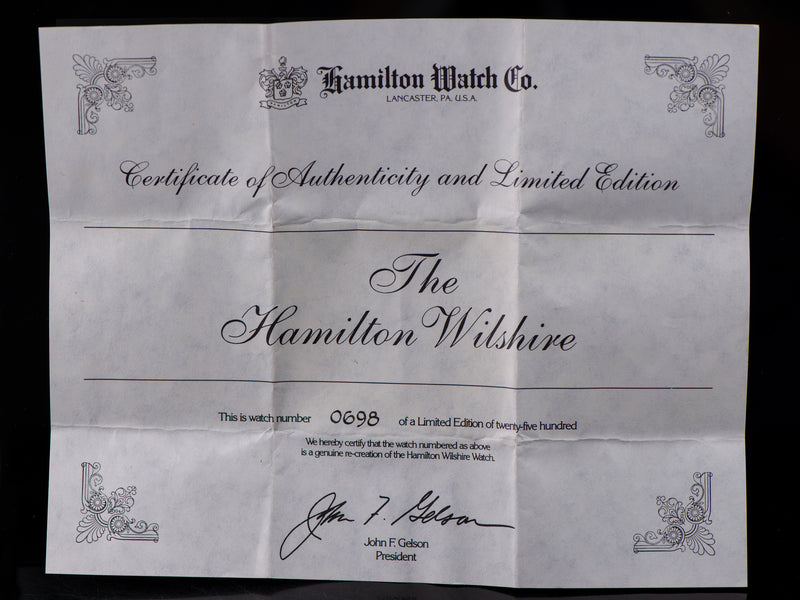 Hamilton Watch Co.
LANCASTER, PA. U.S.A.
HAMILTON
Certificate of Authenticity and Limited Edition
The
Hamilton Wilshire
This is watch number 0698 of a Limited Edition of twenty-five hundred
We hereby certify that the watch numbered as above
is a genuine re-creation of the Hamilton Wilshire Watch.
John F. Gelson
John F. Gelson
President